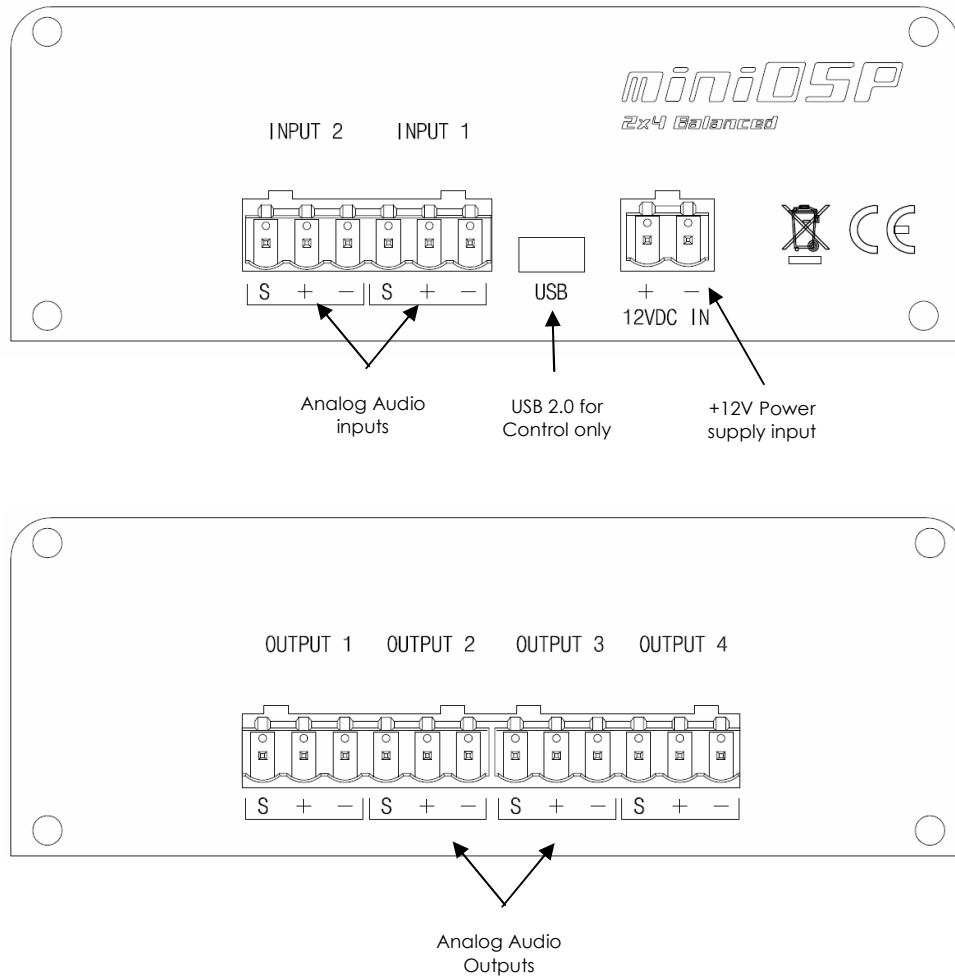 miniDSP
2x4 Balanced
INPUT 2 INPUT 1
S + − S + −
USB
+ −
12VDC IN
Analog Audio
inputs
USB 2.0 for
Control only
+12V Power
supply input
OUTPUT 1 OUTPUT 2 OUTPUT 3 OUTPUT 4
S + − S + − S + − S + −
Analog Audio
Outputs